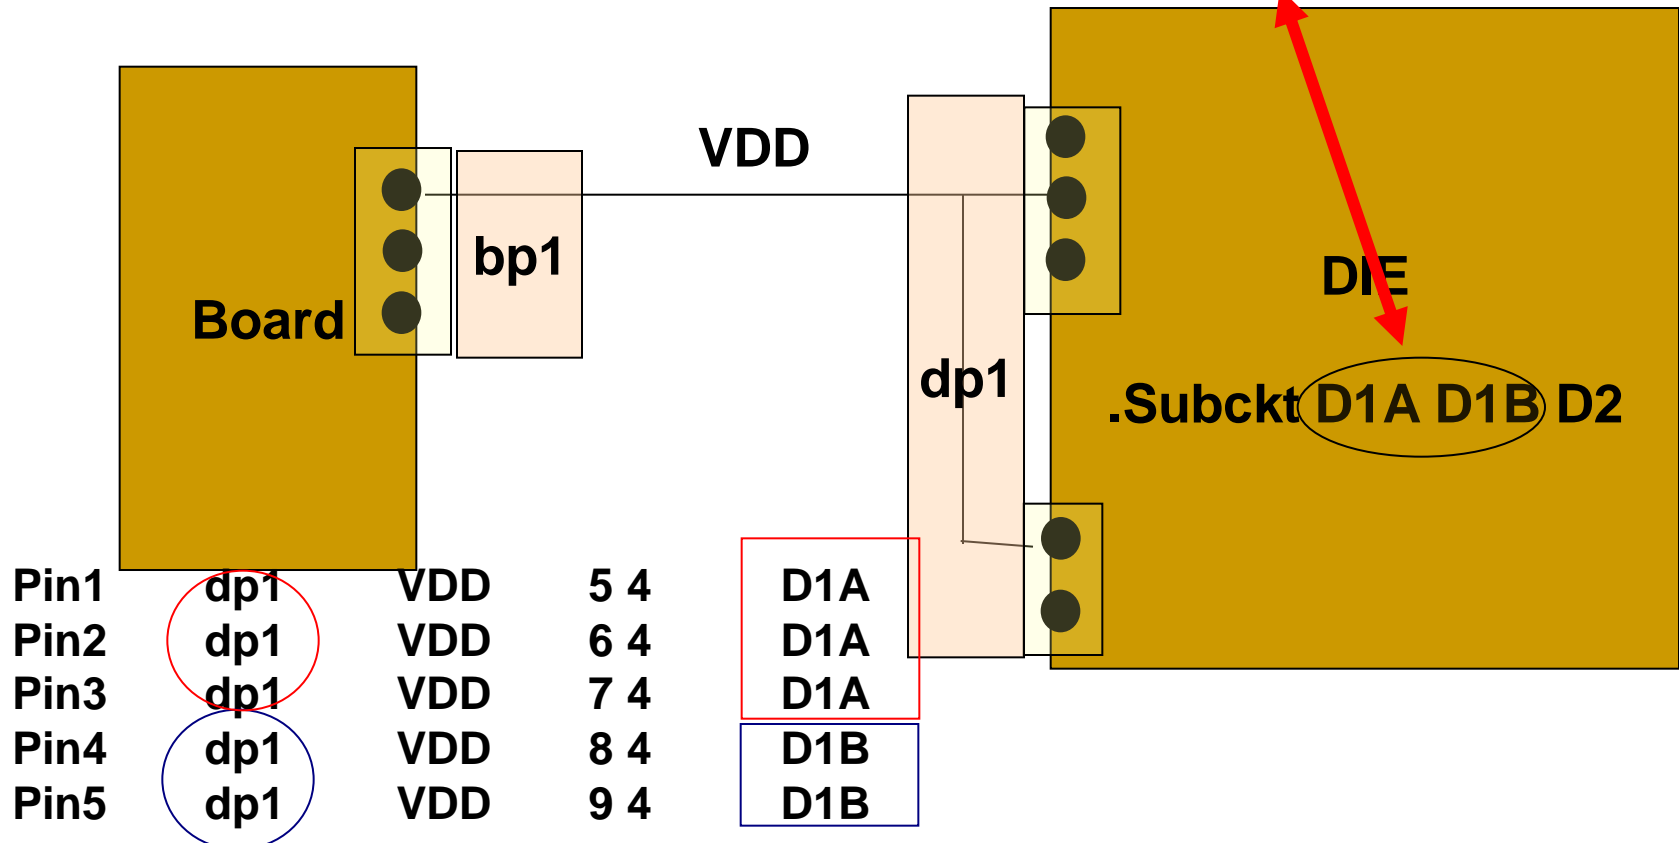 VDD
bp1
DIE
Board
dp1
.Subckt D1A D1B D2
Pin1 dp1 VDD 5 4 D1A
Pin2 dp1 VDD 6 4 D1A
Pin3 dp1 VDD 7 4 D1A
Pin4 dp1 VDD 8 4 D1B
Pin5 dp1 VDD 9 4 D1B